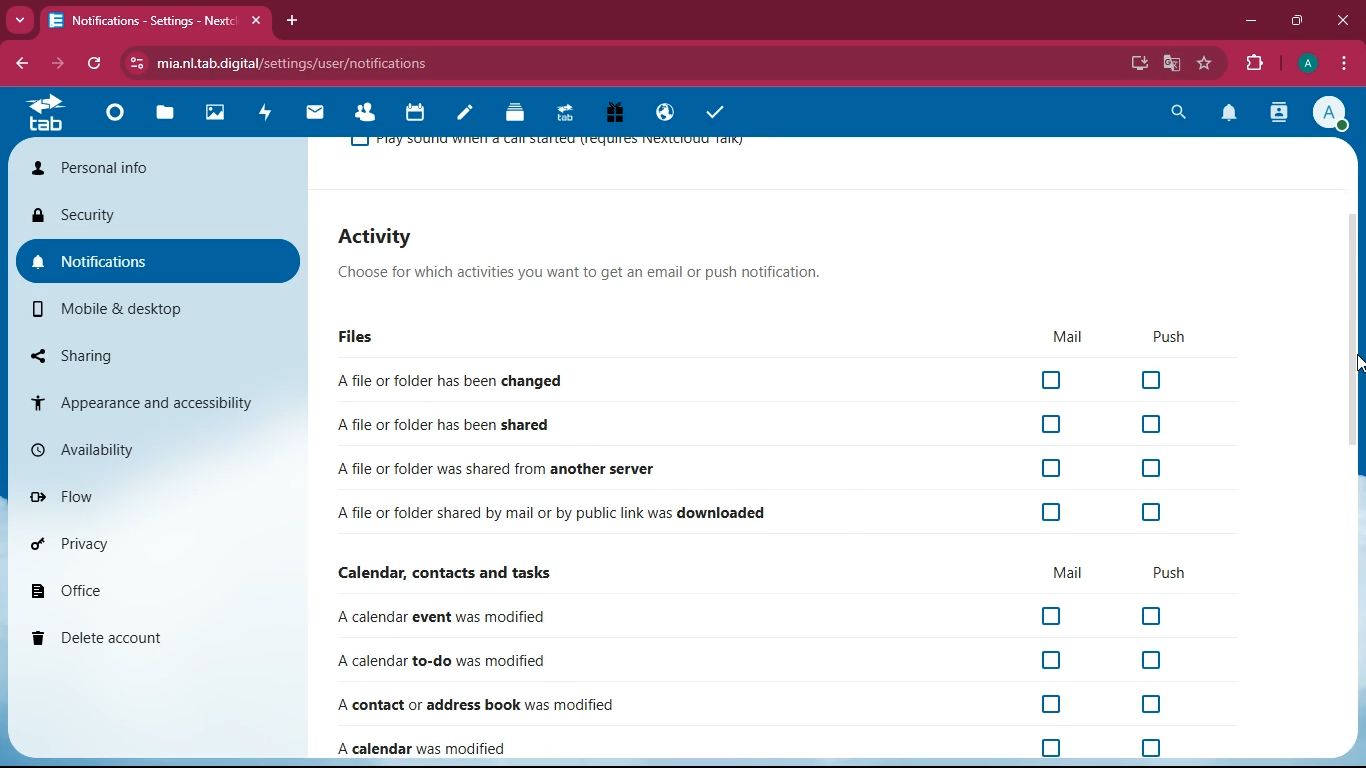 Notifications - Settings - Nextcl
mia.nl.tab.digital/settings/user/notifications
A
tab
tab
A
Play sound when a call started (requires Nextcloud Talk)
Personal info
Security
Notifications
Mobile & desktop
Sharing
Appearance and accessibility
Availability
Flow
Privacy
Office
Delete account
Activity
Choose for which activities you want to get an email or push notification.
Files Mail Push
A file or folder has been changed
A file or folder has been shared
A file or folder was shared from another server
A file or folder shared by mail or by public link was downloaded
Calendar, contacts and tasks Mail Push
A calendar event was modified
A calendar to-do was modified
A contact or address book was modified
A calendar was modified